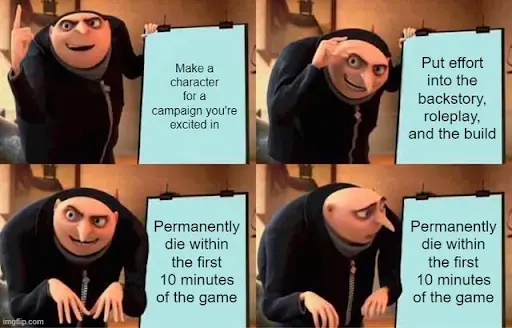 Make a
character
for a
campaign you're
excited in
Put effort
into the
backstory,
roleplay,
and the build
Permanently
die within
the first
10 minutes
of the game
Permanently
die within
the first
10 minutes
of the game
imgflip.com